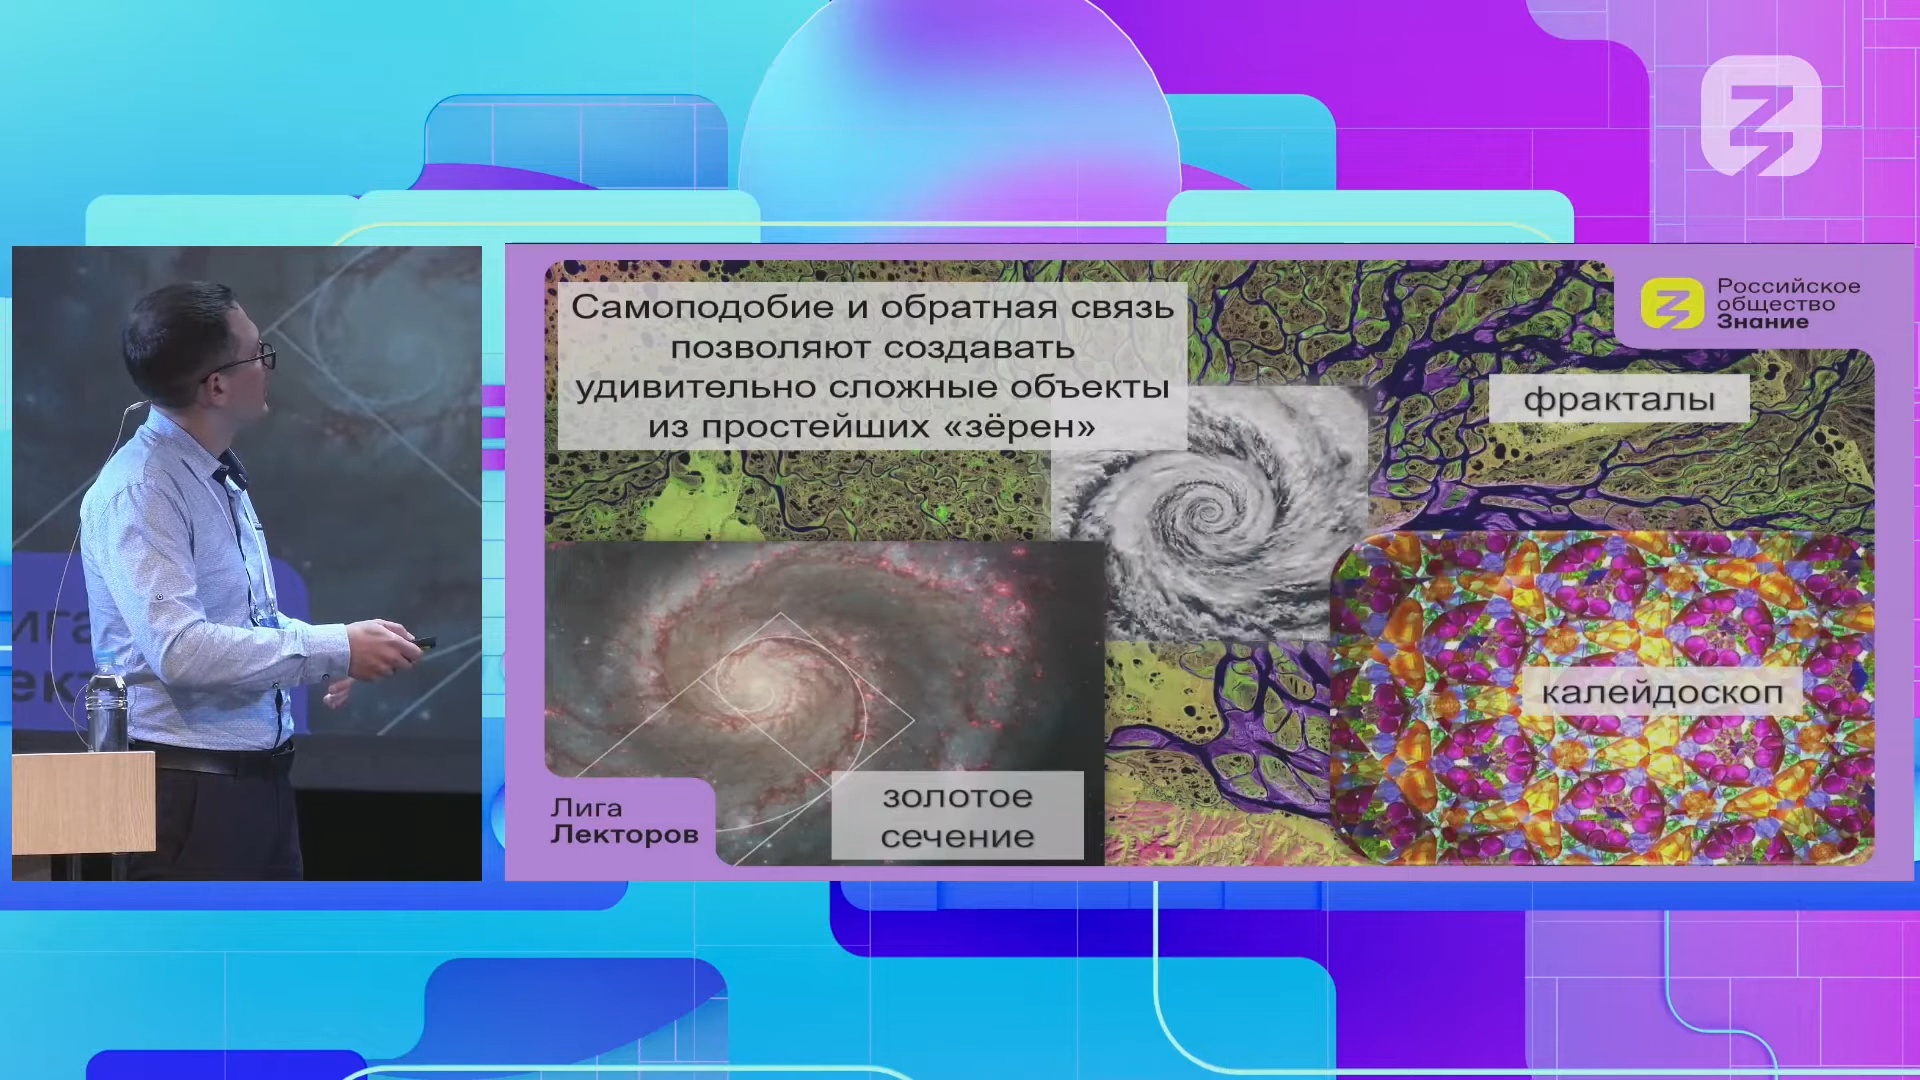 Самоподобие и обратная связь
позволяют создавать
удивительно сложные объекты
из простейших «зёрен»
Российское
общество
Знание
фракталы
калейдоскоп
золотое
сечение
Лига
Лекторов